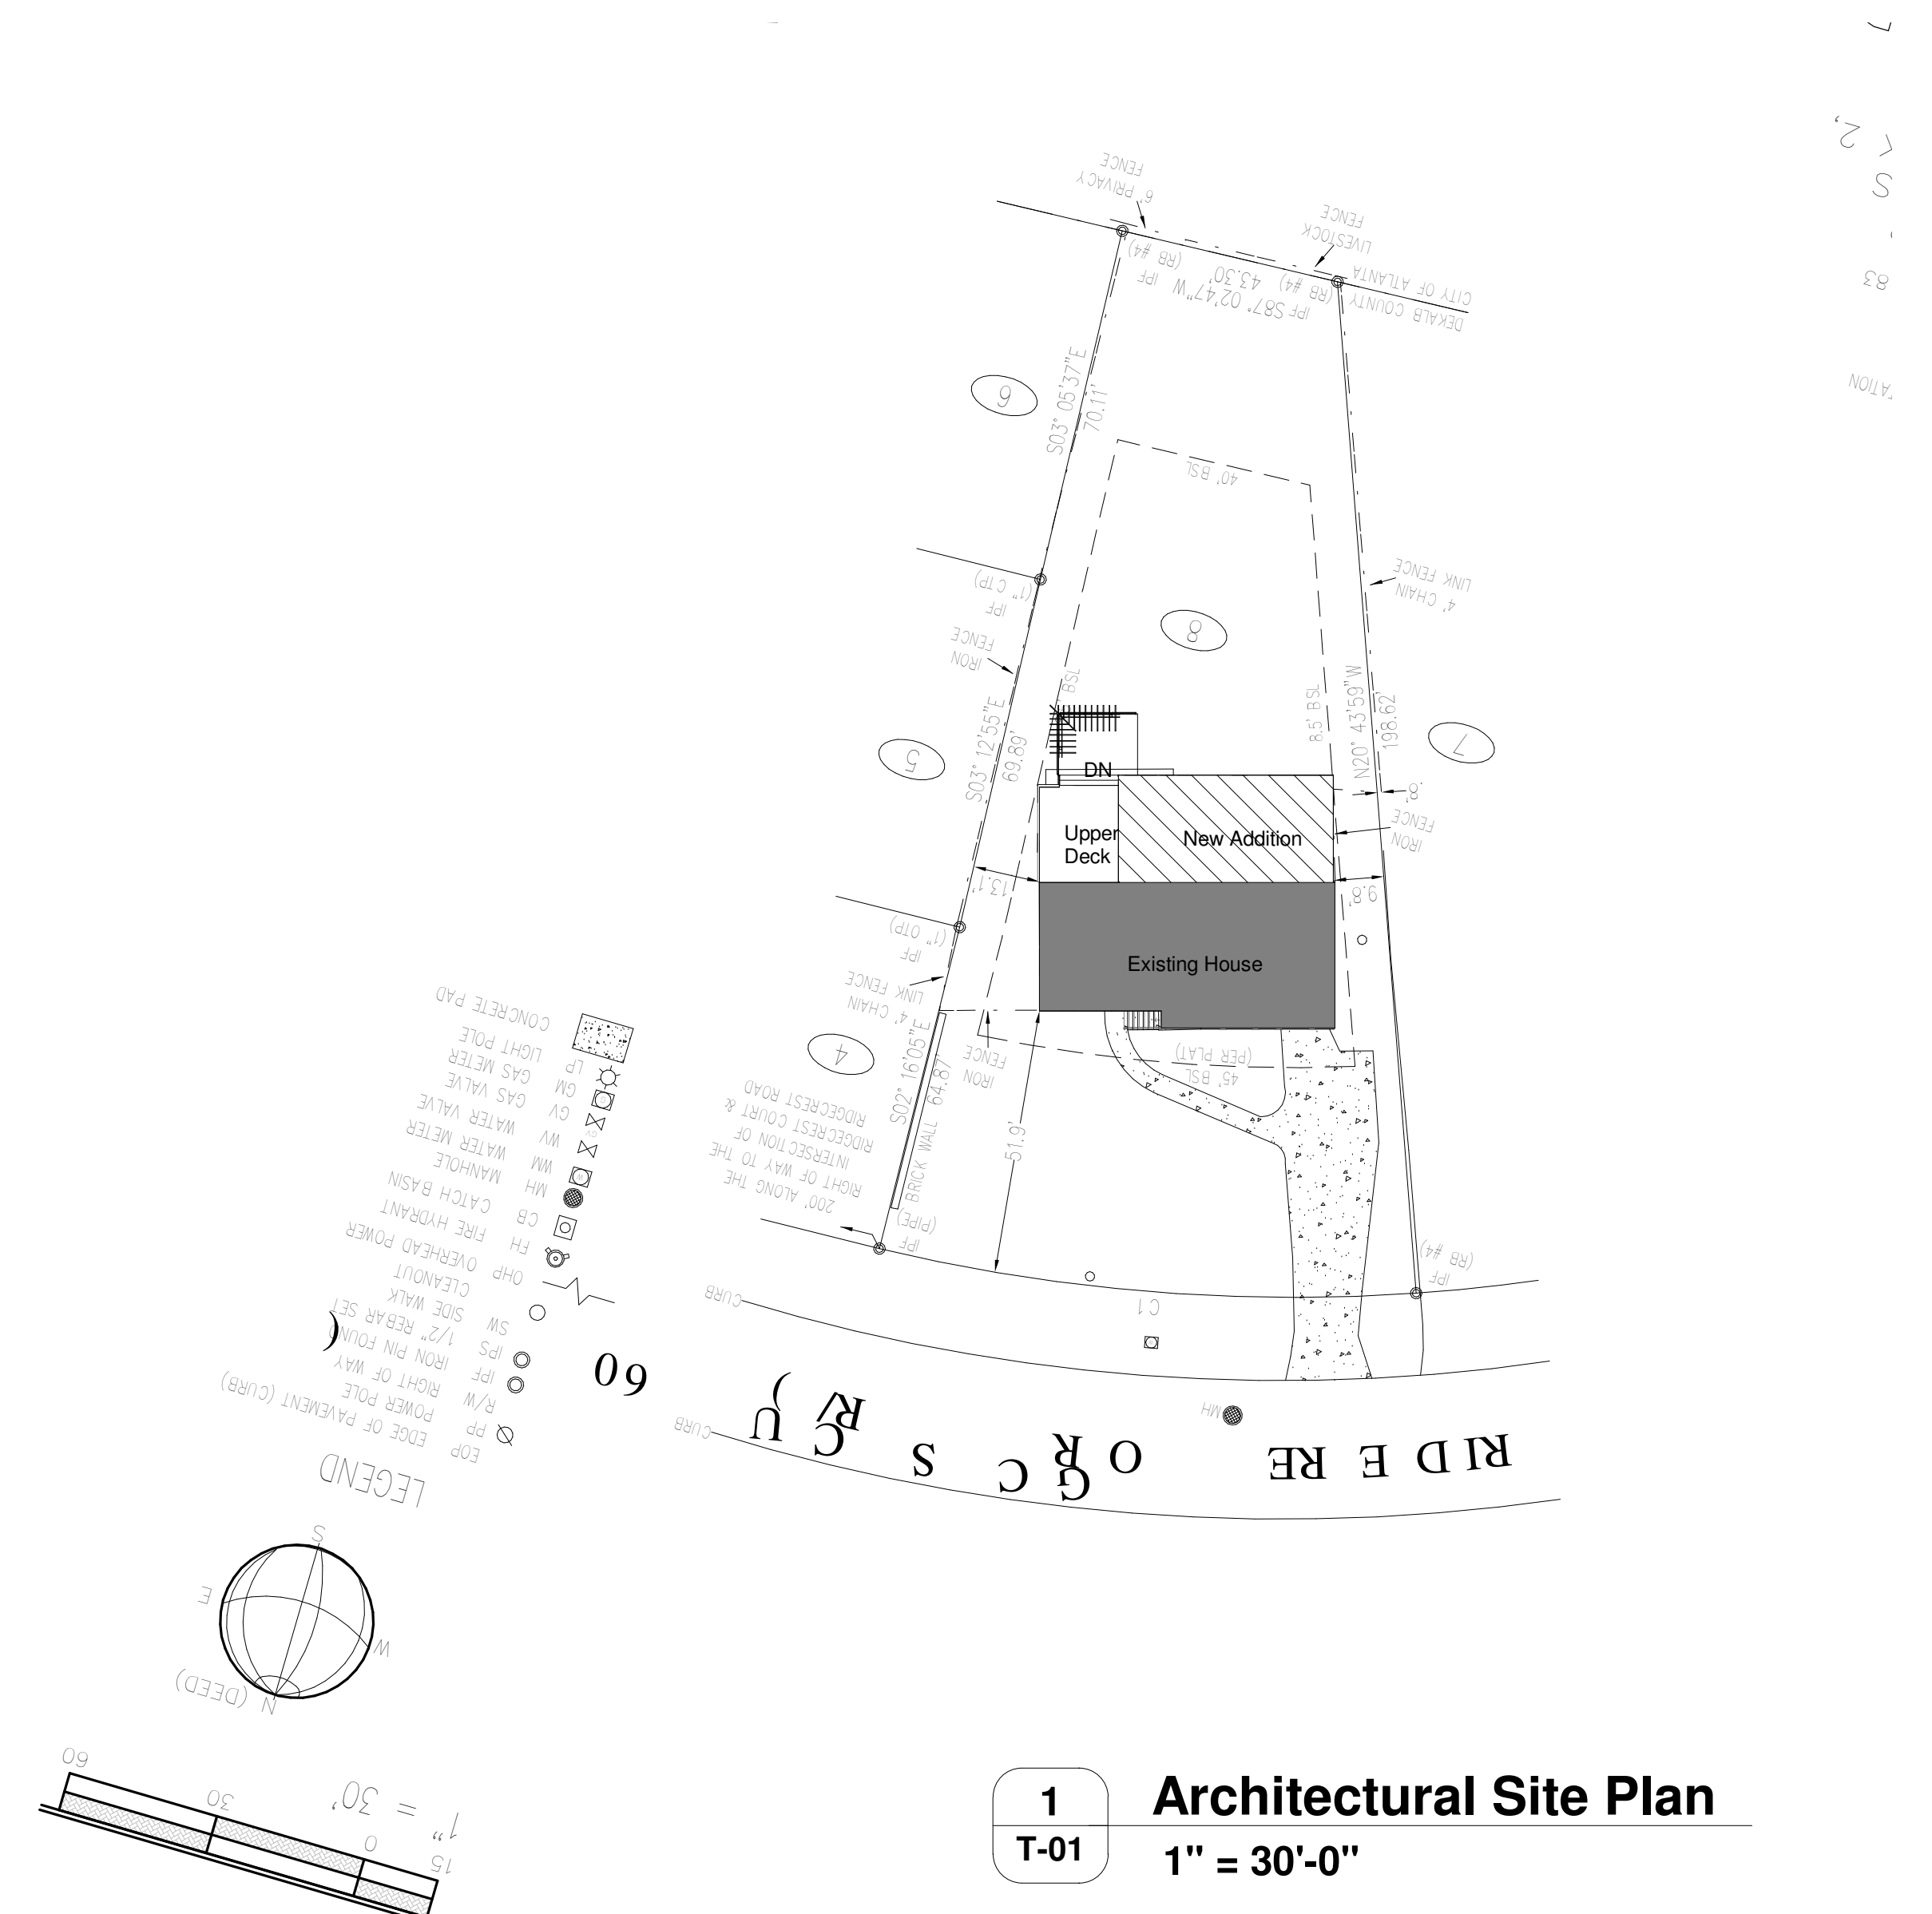 6' PRIVACY
FENCE
LIVESTOCK
FENCE
CITY OF ATLANTA
DEKALB COUNTY
IPF
(RB #4)
43.30'
(RB #4)
IPF
S87° 02'47"W
2,
S
83
S03° 05'37"E
70.11'
6
40' BSL
IPF
(1" CTP)
IRON
FENCE
4' CHAIN
LINK FENCE
8
BSL
8.5' BSL
N20° 43'59"W
198.62'
7
5
S03° 12'55"E
69.89'
DN
.8'
IRON
FENCE
Upper
Deck
New Addition
13.1'
9.8'
IPF
(1" OTP)
Existing House
4' CHAIN
LINK FENCE
4
S02° 16'05"E
64.87'
BRICK WALL
IRON
FENCE
45' BSL
(PER PLAT)
51.9'
200' ALONG THE
RIGHT OF WAY TO THE
INTERSECTION OF
RIDGECREST COURT &
RIDGECREST ROAD
IPF
(PIPE)
IPF
(RB #4)
C1
CURB
CURB
MH
60
LEGEND
EOP EDGE OF PAVEMENT (CURB)
PP POWER POLE
R/W RIGHT OF WAY
IPF IRON PIN FOUND
IPS 1/2" REBAR SET
SW SIDE WALK
CLEANOUT
OHP OVERHEAD POWER
FH FIRE HYDRANT
CB CATCH BASIN
MH MANHOLE
WM WATER METER
WV WATER VALVE
GV GAS VALVE
GM GAS METER
LP LIGHT POLE
CONCRETE PAD
S
E
W
N (DEED)
1" = 30'
15 0 30 60
1
T-01
Architectural Site Plan
1" = 30'-0"